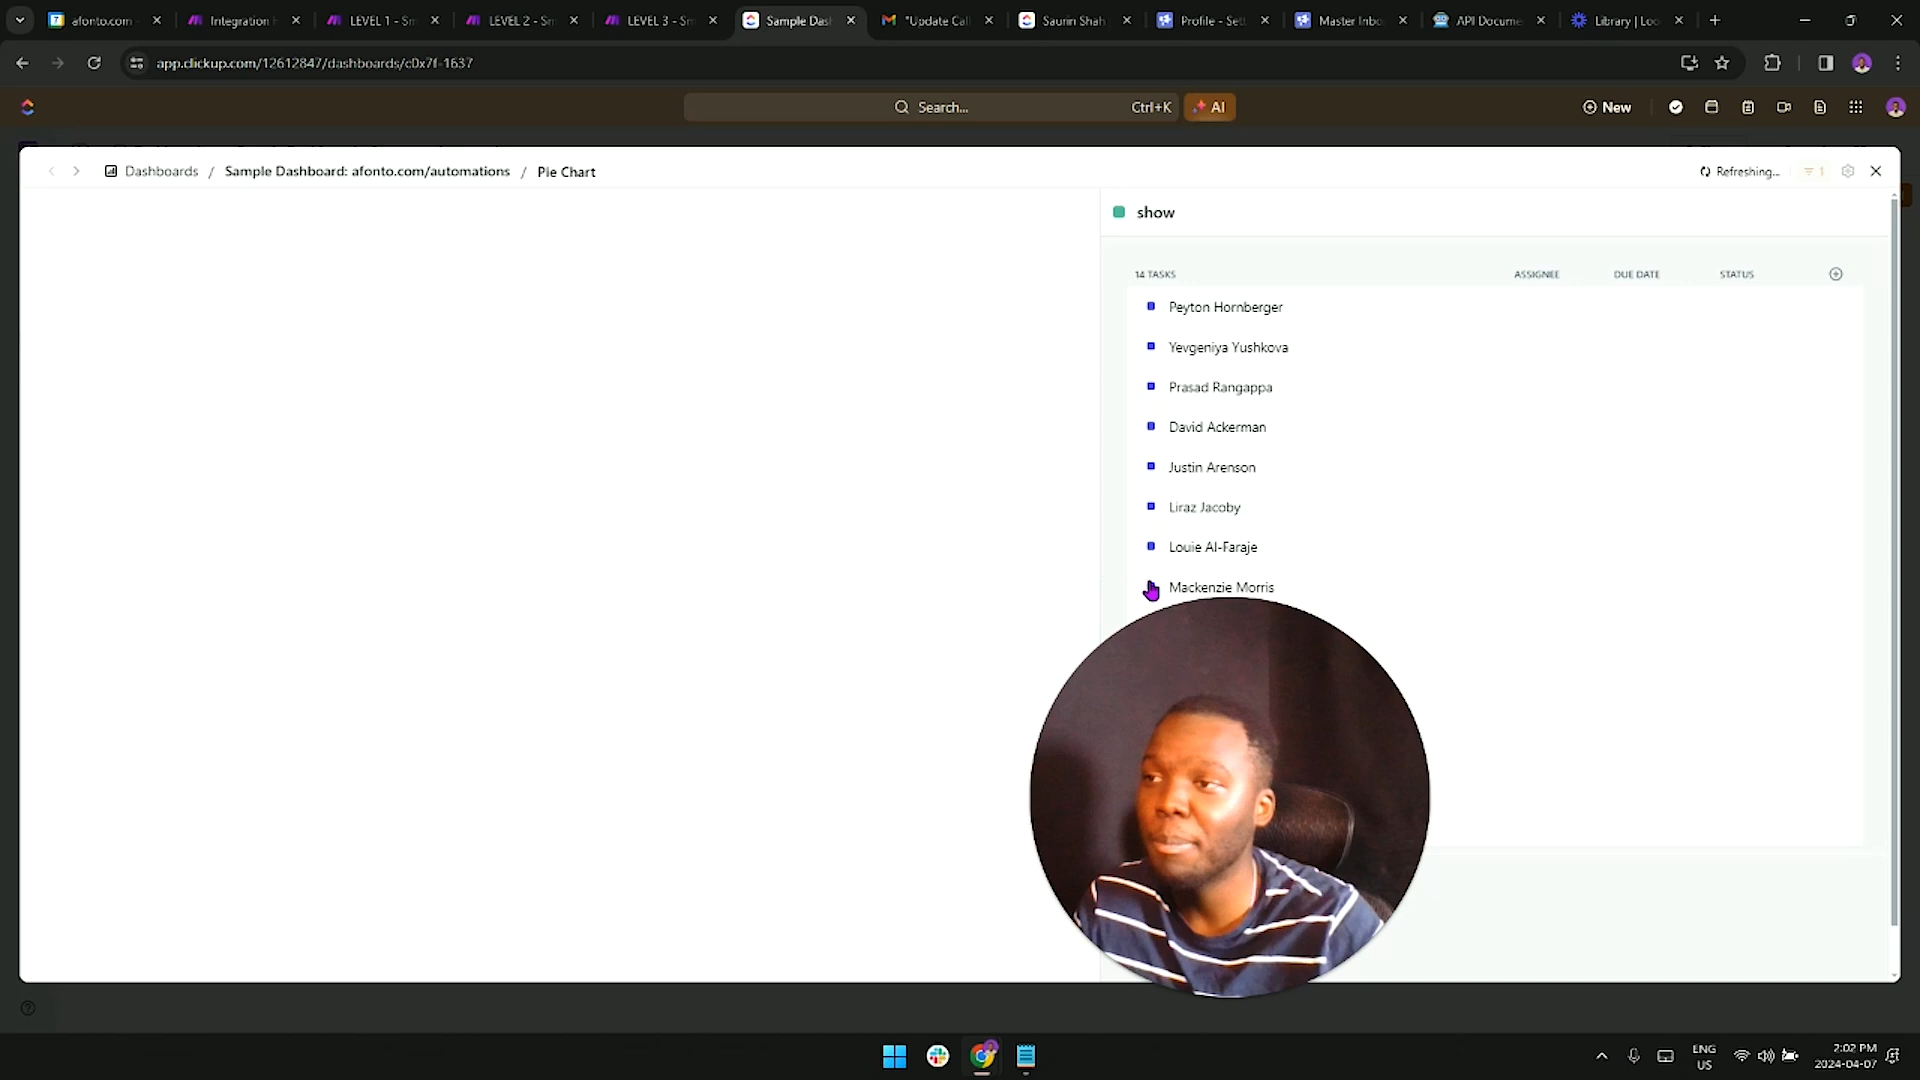 afonto.com -
Integration
LEVEL 1 - Sm
LEVEL 2 - Sm
LEVEL 3 - Sm
Sample Dash
"Update Call
Saurin Shah
Profile - Sett
Master Inbo
API Docume
Library | Loo
app.clickup.com/12612847/dashboards/c0x7f-1637
Search...
Ctrl+K
AI
New
Dashboards / Sample Dashboard: afonto.com/automations / Pie Chart
Refreshing...
1
show
14 TASKS
ASSIGNEE
DUE DATE
STATUS
Peyton Hornberger
Yevgeniya Yushkova
Prasad Rangappa
David Ackerman
Justin Arenson
Liraz Jacoby
Louie Al-Faraje
Mackenzie Morris
ENG
US
2:02 PM
2024-04-07